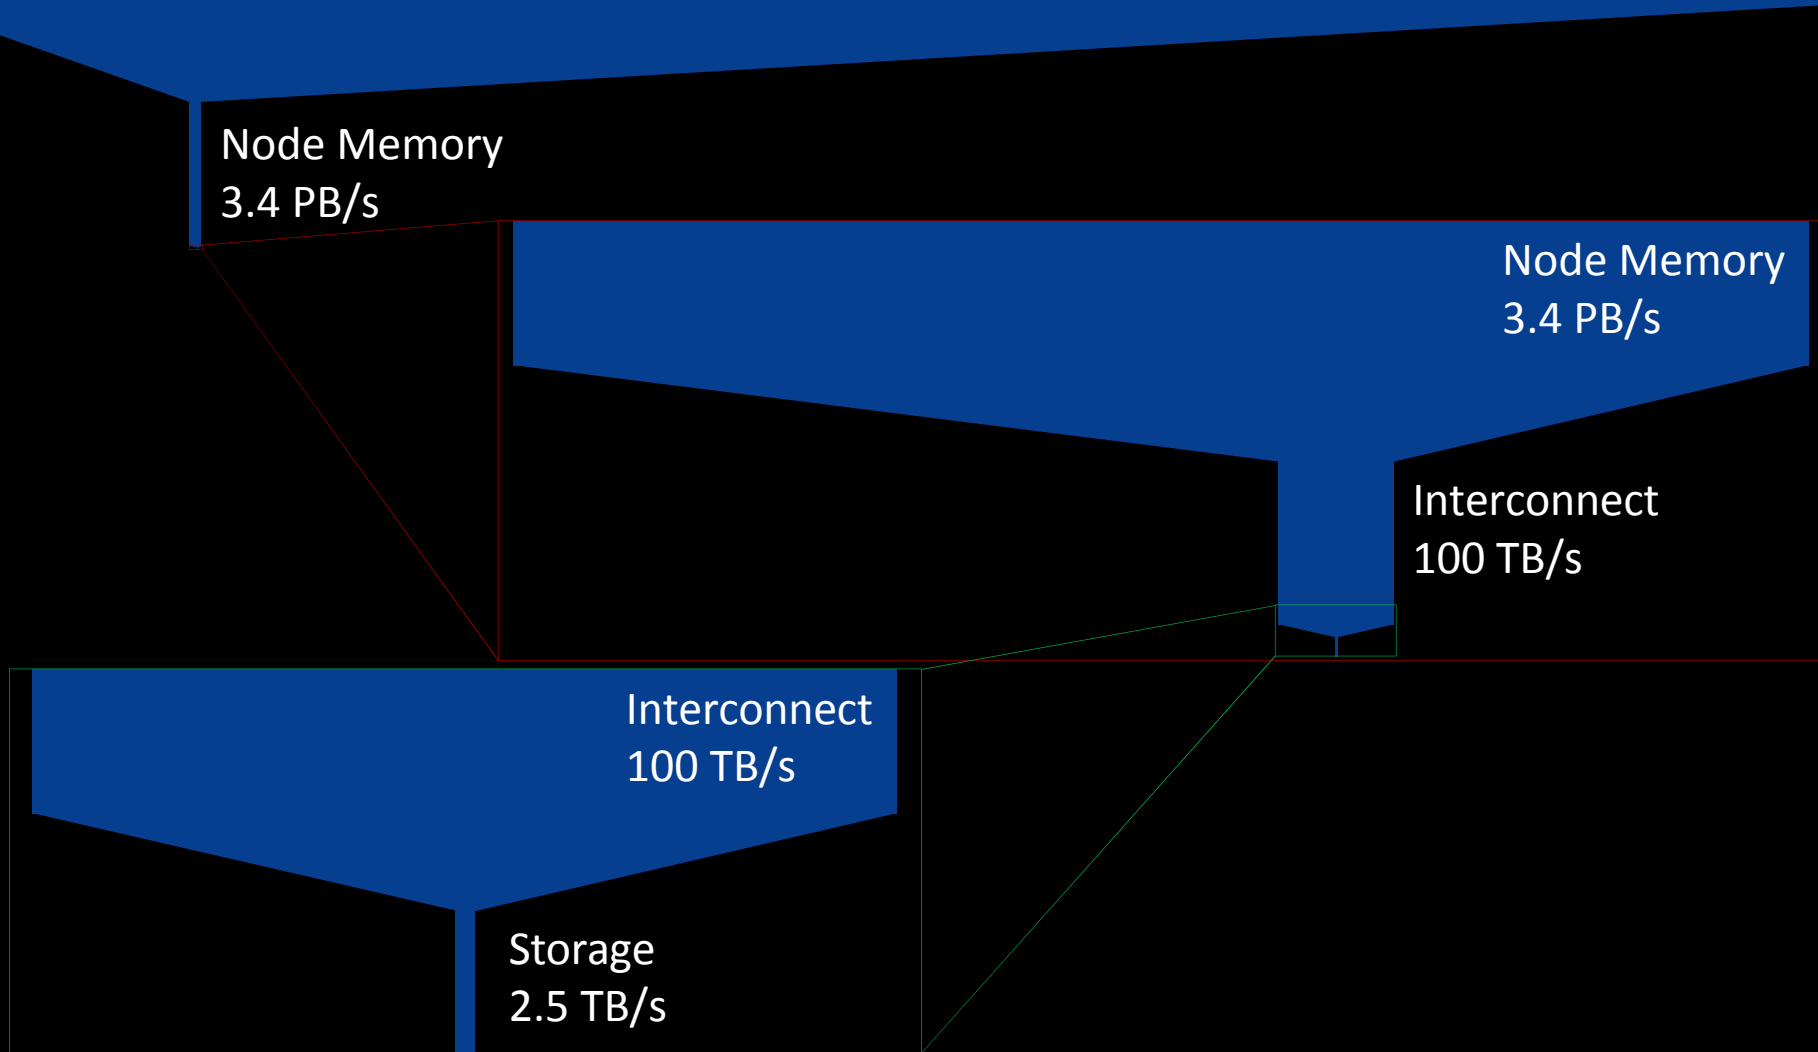 Node Memory
3.4 PB/s
Node Memory
3.4 PB/s
Interconnect
100 TB/s
Interconnect
100 TB/s
Storage
2.5 TB/s